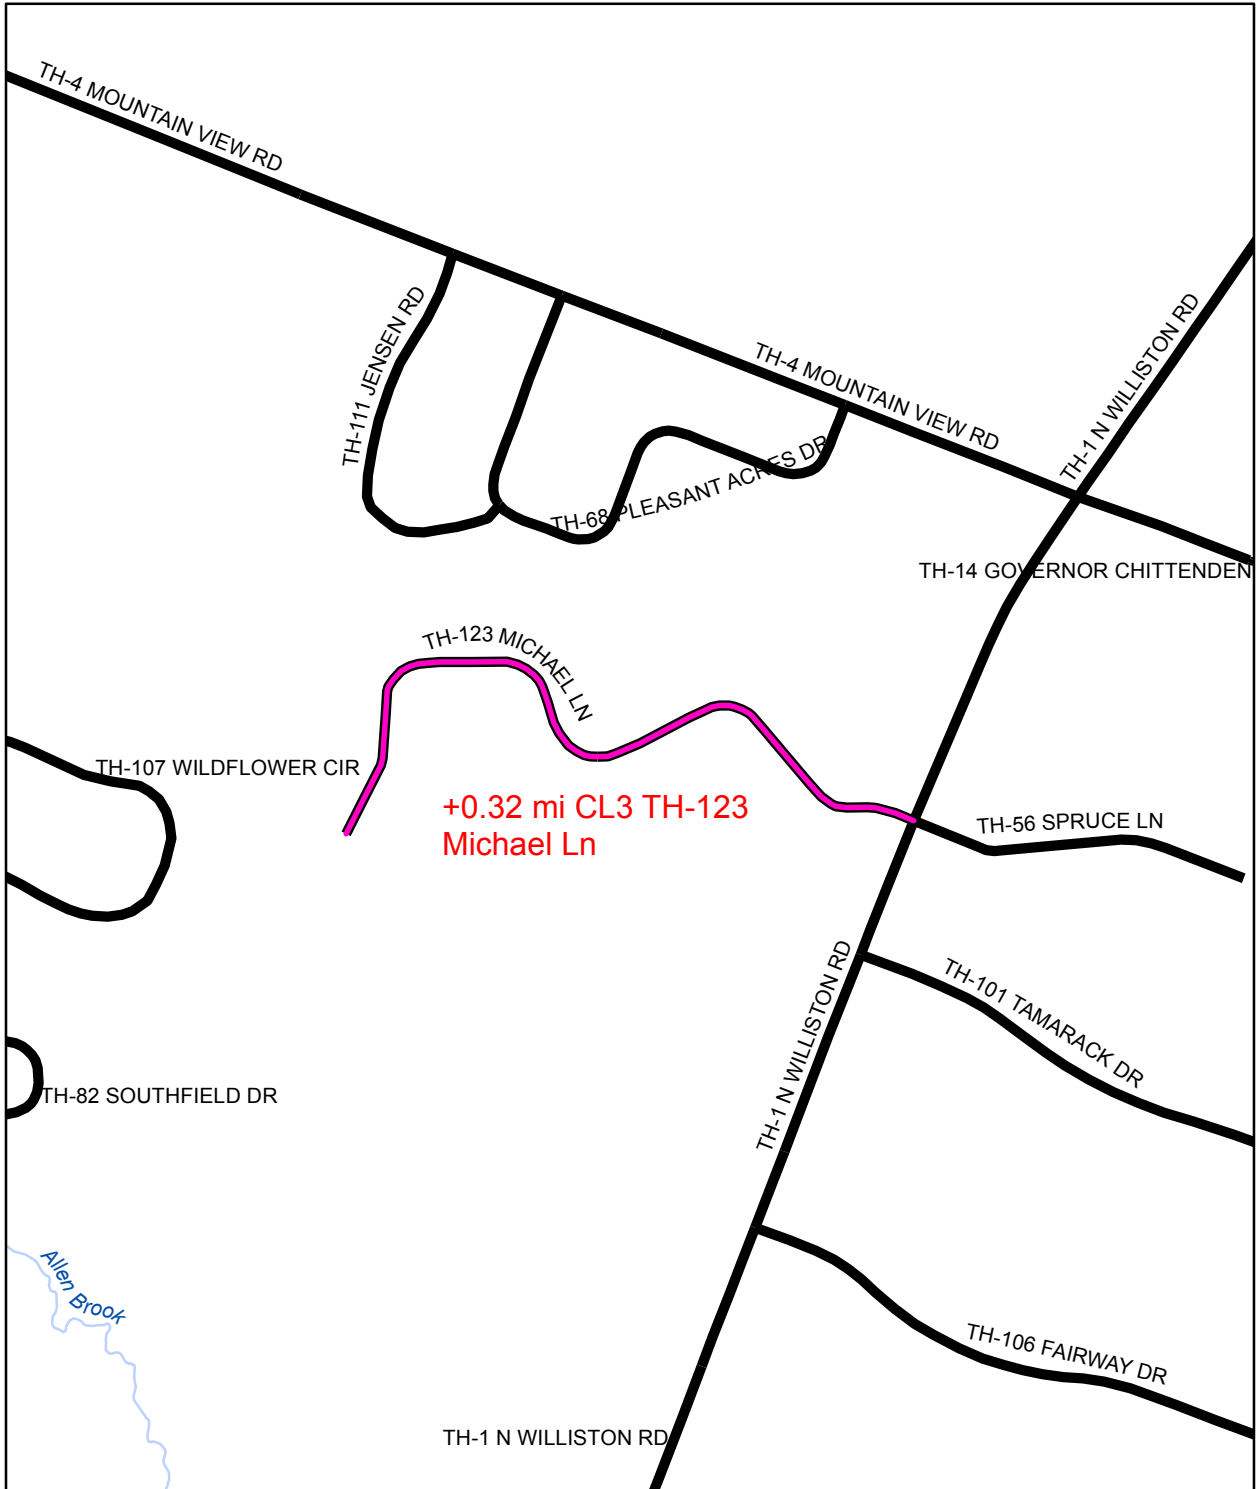 TH-4 MOUNTAIN VIEW RD
TH-111 JENSEN RD
TH-1 N WILLISTON RD
TH-4 MOUNTAIN VIEW RD
TH-68 PLEASANT ACRES DR
TH-14 GOVERNOR CHITTENDEN
TH-123 MICHAEL LN
TH-107 WILDFLOWER CIR
+0.32 mi CL3 TH-123
Michael Ln
TH-56 SPRUCE LN
TH-1 N WILLISTON RD
TH-101 TAMARACK DR
TH-82 SOUTHFIELD DR
Allen Brook
TH-106 FAIRWAY DR
TH-1 N WILLISTON RD